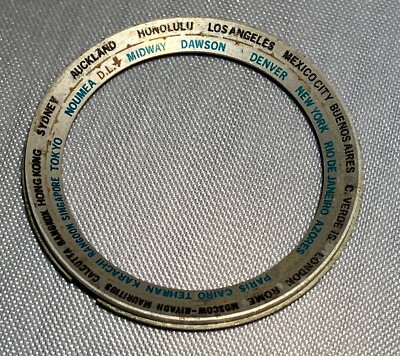 AUCKLAND HONOLULU LOS ANGELES MEXICO CITY BUENOS AIRES C. VERDE IS. LONDON ROME MOSCOW-RIYADH MAURITIUS CALCUTTA BANGKOK HONG KONG SYDNEY
D.L. MIDWAY DAWSON DENVER NEW YORK RIO DE JANEIRO AZORES PARIS CAIRO TEHRAN KARACHI RANGOON SINGAPORE TOKYO NOUMEA